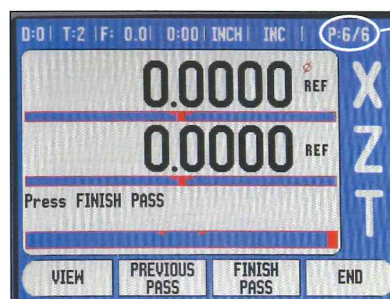 D:0 | T:2 | F: 0.0 | 0:00 | INCH | INC | | P:6/6
0.0000 Ø REF X
0.0000 REF Z
T
Press FINISH PASS
VIEW PREVIOUS PASS FINISH PASS END